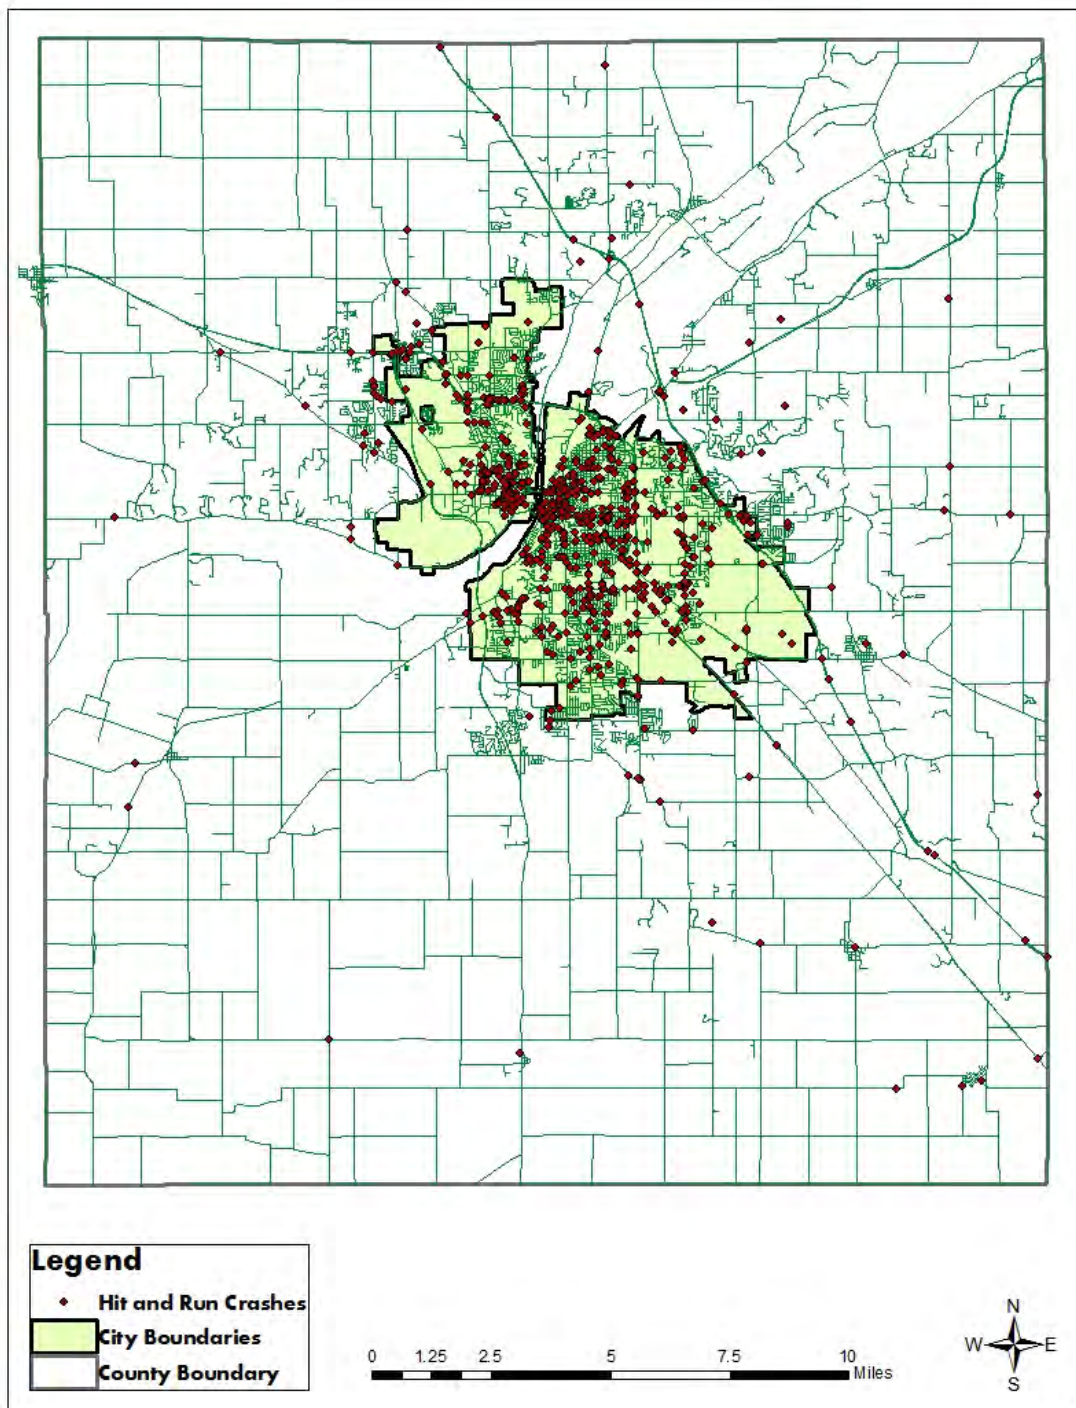 Legend
Hit and Run Crashes
City Boundaries
County Boundary
0 1.25 2.5 5 7.5 10
Miles
N
W E
S